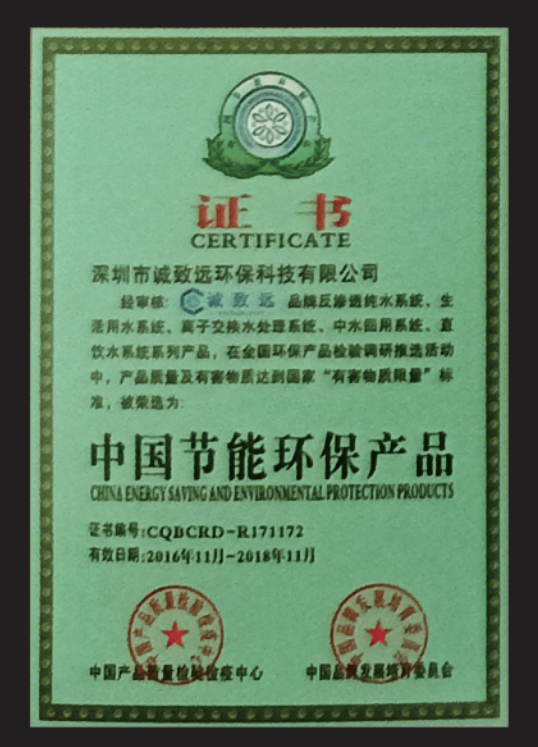 证 书
CERTIFICATE
深圳市诚致远环保科技有限公司
经审核: 诚致远 品牌反渗透纯水系统、生
活用水系统、离子交换水处理系统、中水回用系统、直
饮水系统系列产品,在全国环保产品检验调研推选活动
中,产品质量及有害物质达到国家“有害物质限量”标
准,被荣选为:
中国节能环保产品
CHINA ENERGY SAVING AND ENVIRONMENTAL PROTECTION PRODUCTS
证书编号:CQBCRD-R171172
有效日期:2016年11月-2018年11月
中国产品质量检验检疫中心 中国品牌发展培育委员会